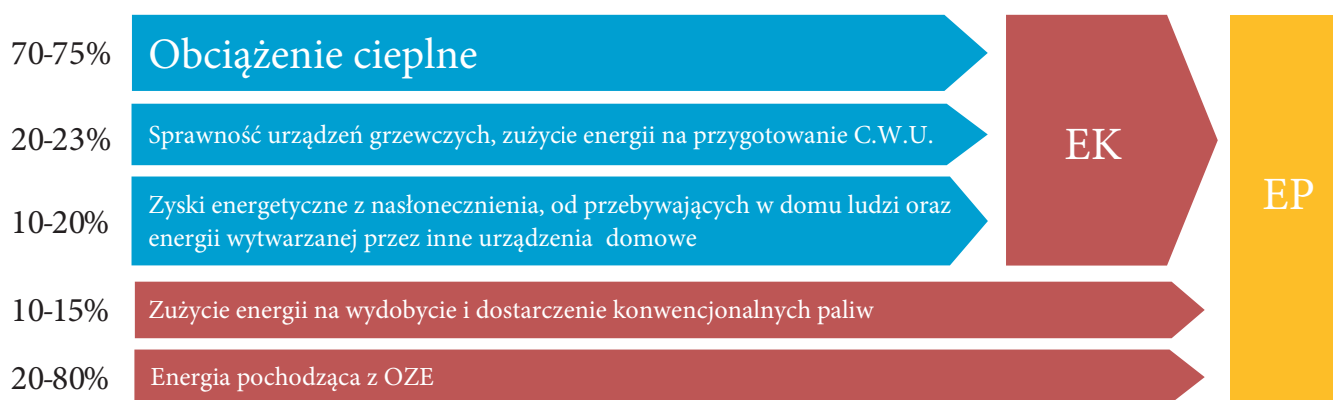 70-75%
Obciążenie cieplne
20-23%
Sprawność urządzeń grzewczych, zużycie energii na przygotowanie C.W.U.
10-20%
Zyski energetyczne z nasłonecznienia, od przebywających w domu ludzi oraz
energii wytwarzanej przez inne urządzenia domowe
EK
10-15%
Zużycie energii na wydobycie i dostarczenie konwencjonalnych paliw
20-80%
Energia pochodząca z OZE
EP